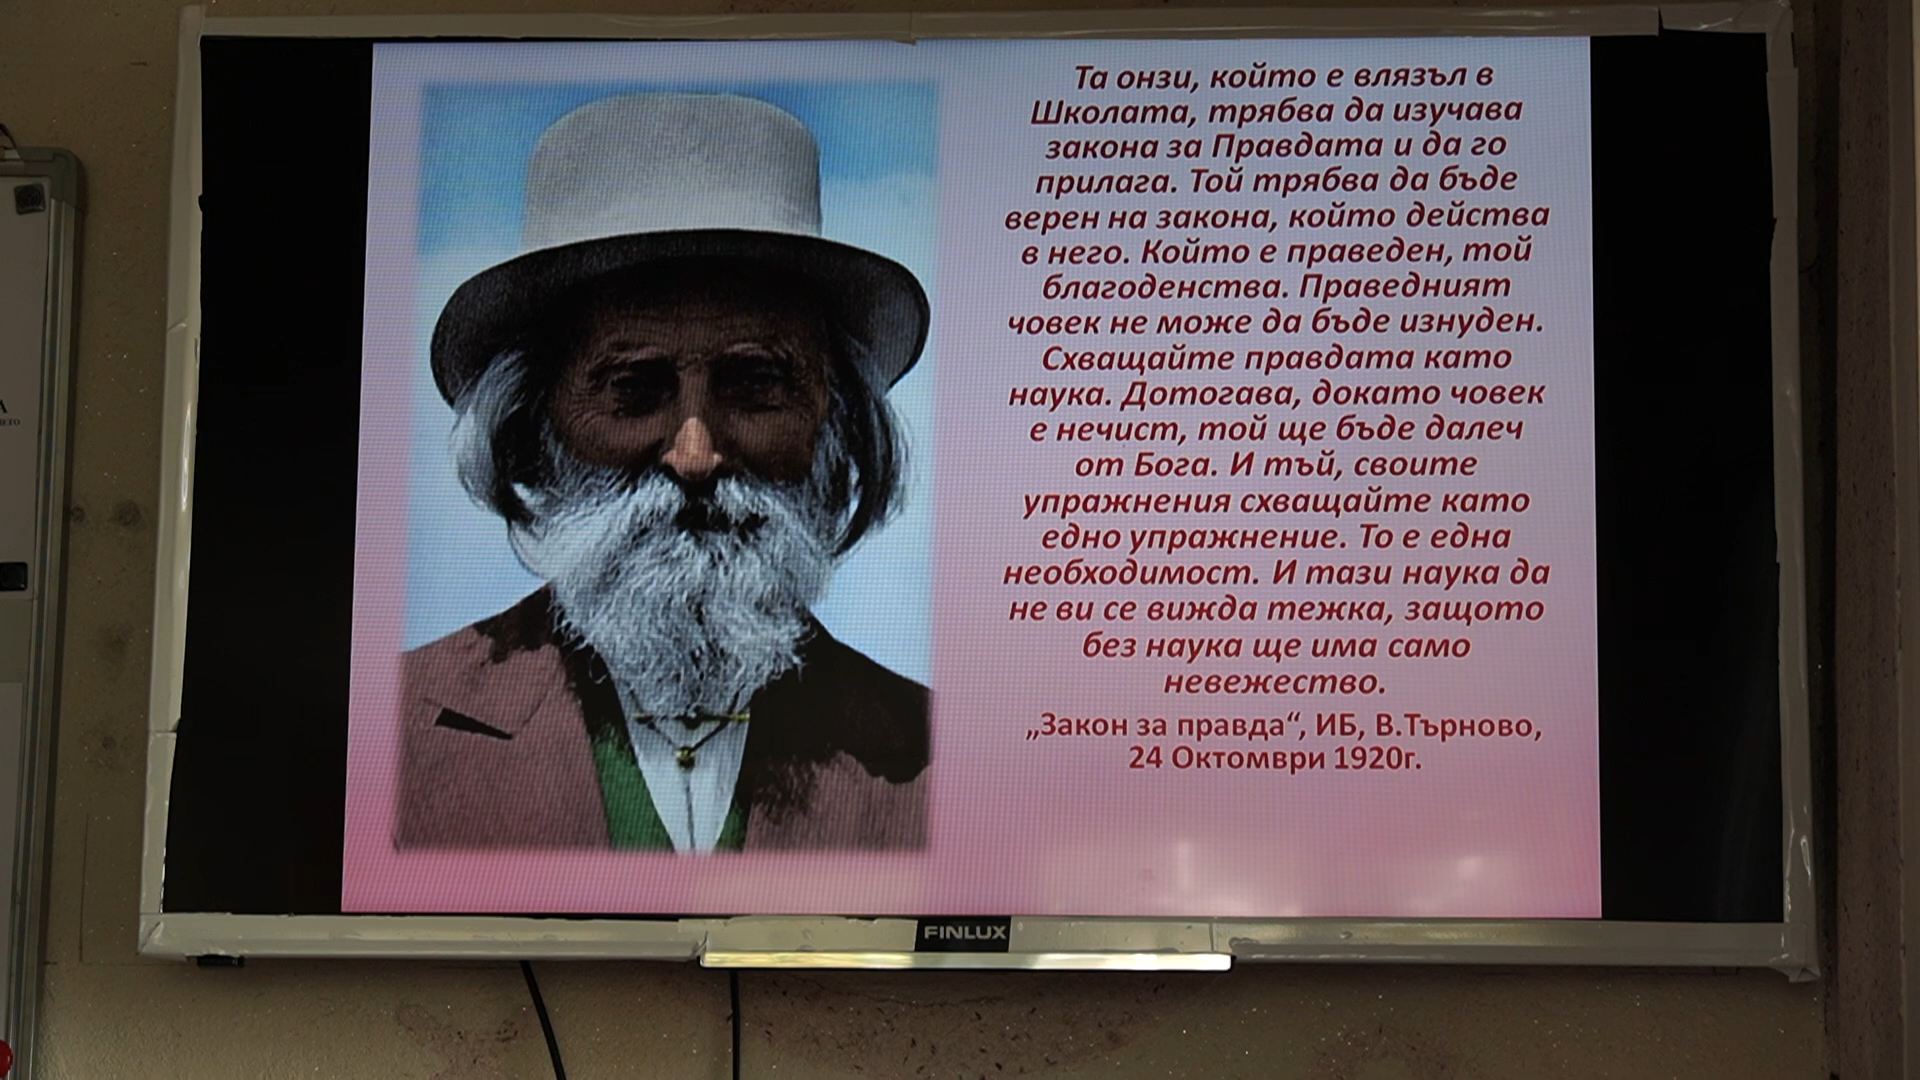 Та онзи, който е влязъл в
Школата, трябва да изучава
закона за Правдата и да го
прилага. Той трябва да бъде
верен на закона, който действа
в него. Който е праведен, той
благоденства. Праведният
човек не може да бъде изнуден.
Схващайте правдата като
наука. Дотогава, докато човек
е нечист, той ще бъде далеч
от Бога. И тъй, своите
упражнения схващайте като
едно упражнение. То е една
необходимост. И тази наука да
не ви се вижда тежка, защото
без наука ще има само
невежество.
„Закон за правда“, ИБ, В.Търново,
24 Октомври 1920г.
FINLUX